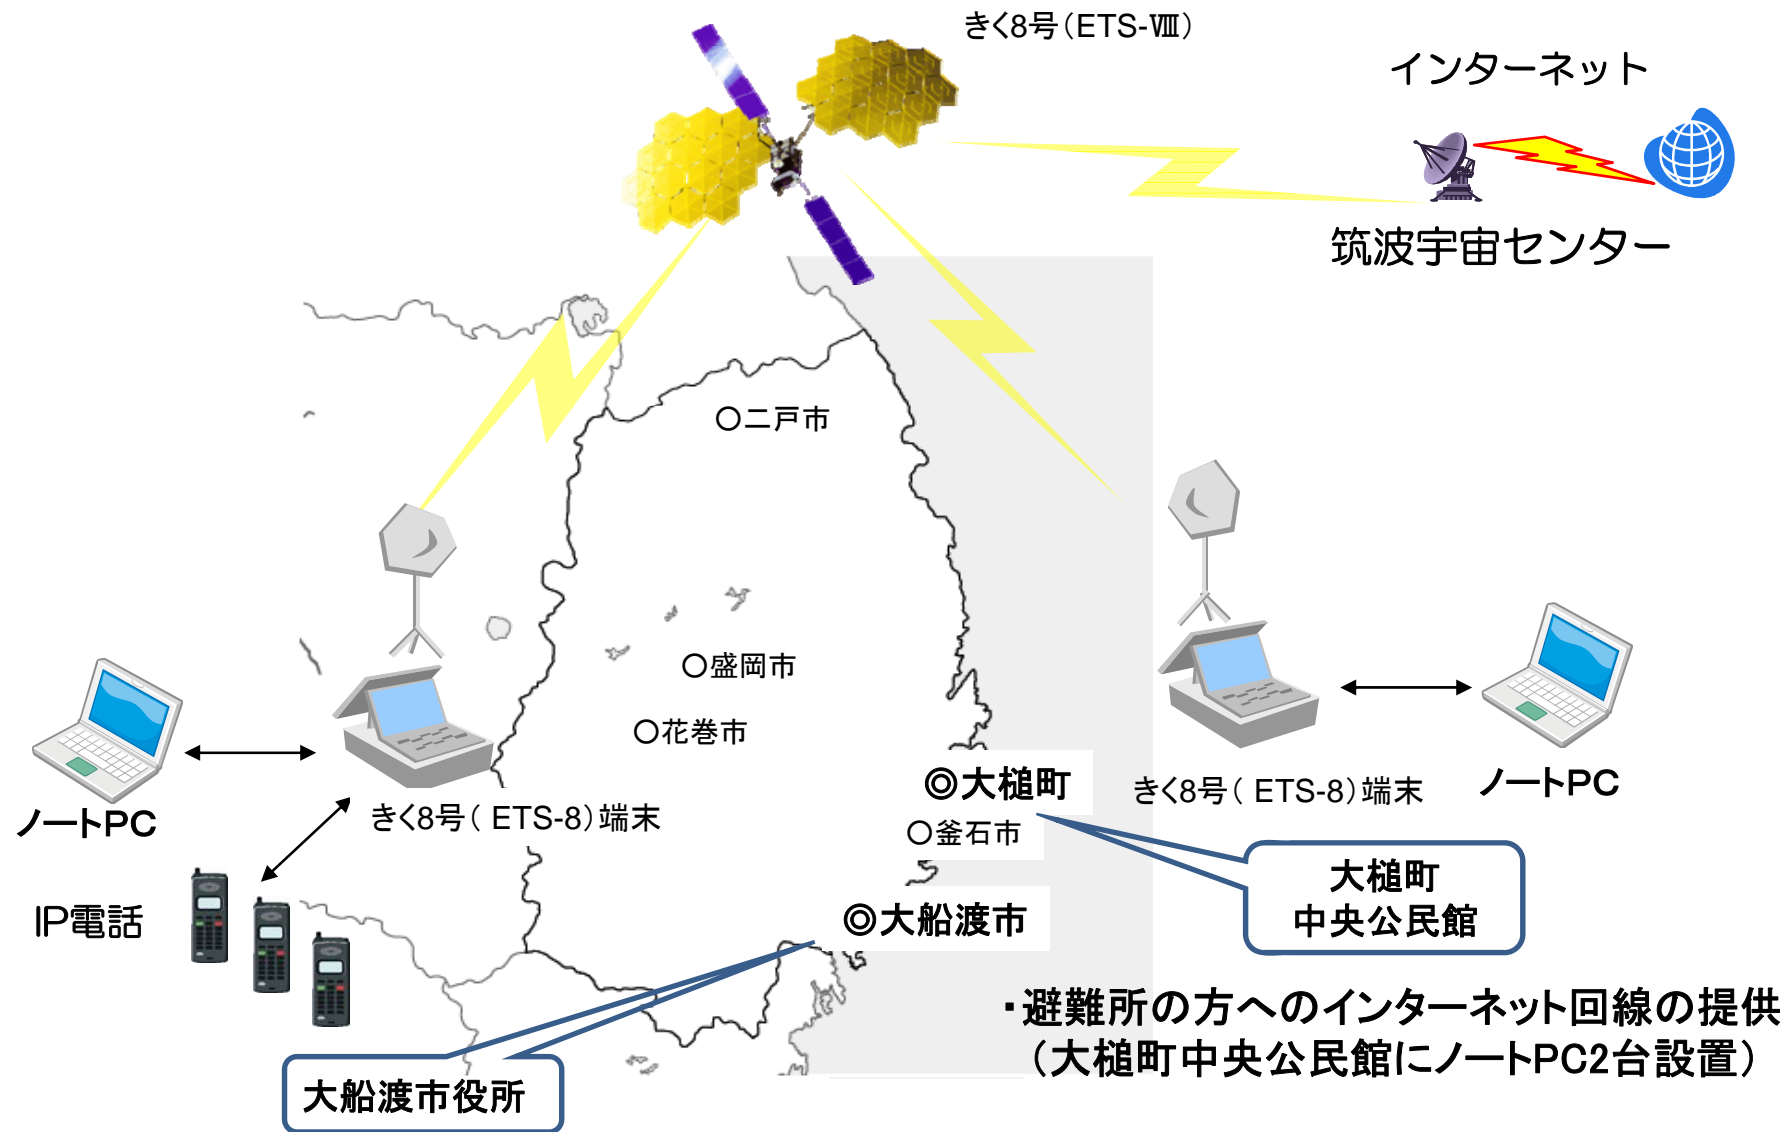 きく8号（ETS-Ⅷ）
インターネット
筑波宇宙センター
○二戸市
○盛岡市
○花巻市
◎大槌町
きく8号（ ETS-8）端末
ノートPC
きく8号（ ETS-8）端末
ノートPC
○釜石市
大槌町
中央公民館
IP電話
◎大船渡市
・避難所の方へのインターネット回線の提供
（大槌町中央公民館にノートPC2台設置）
大船渡市役所